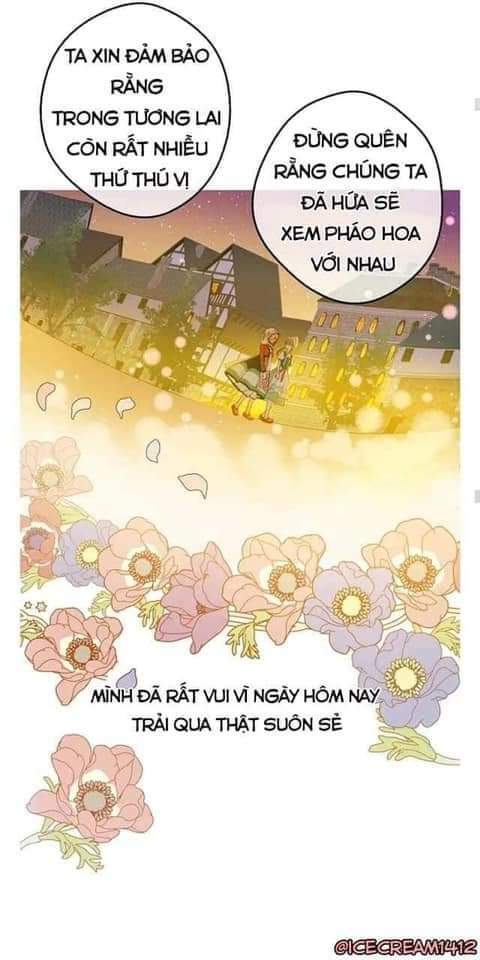 TA XIN ĐẢM BẢO
RẰNG
TRONG TƯƠNG LAI
CÒN RẤT NHIỀU
THỨ THÚ VỊ
ĐỪNG QUÊN
RẰNG CHÚNG TA
ĐÃ HỨA SẼ
XEM PHÁO HOA
VỚI NHAU
MÌNH ĐÃ RẤT VUI VÌ NGÀY HÔM NAY
TRẢI QUA THẬT SUÔN SẺ
@ICECREAM1412